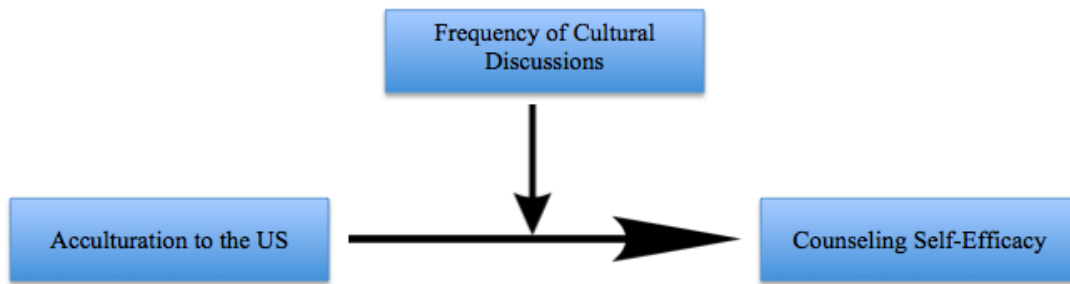 Frequency of Cultural
Discussions
Acculturation to the US
Counseling Self-Efficacy